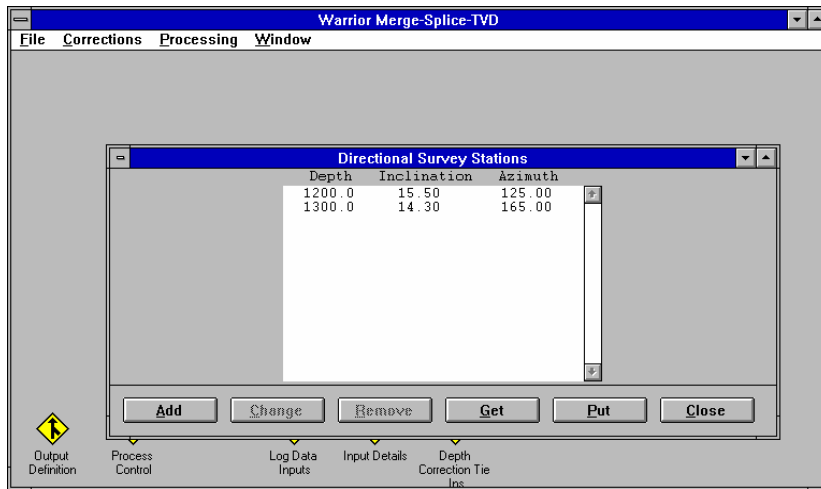 Warrior Merge-Splice-TVD
File Corrections Processing Window
Directional Survey Stations
Depth Inclination Azimuth
1200.0 15.50 125.00
1300.0 14.30 165.00
Add Change Remove Get Put Close
Output Definition
Process Control
Log Data Inputs
Input Details
Depth Correction Tie Ins